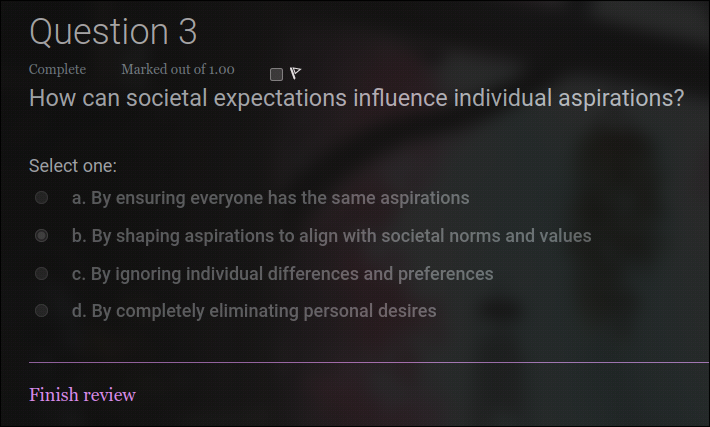 Question 3
Complete Marked out of 1.00
How can societal expectations influence individual aspirations?
Select one:
a. By ensuring everyone has the same aspirations
b. By shaping aspirations to align with societal norms and values
c. By ignoring individual differences and preferences
d. By completely eliminating personal desires
Finish review